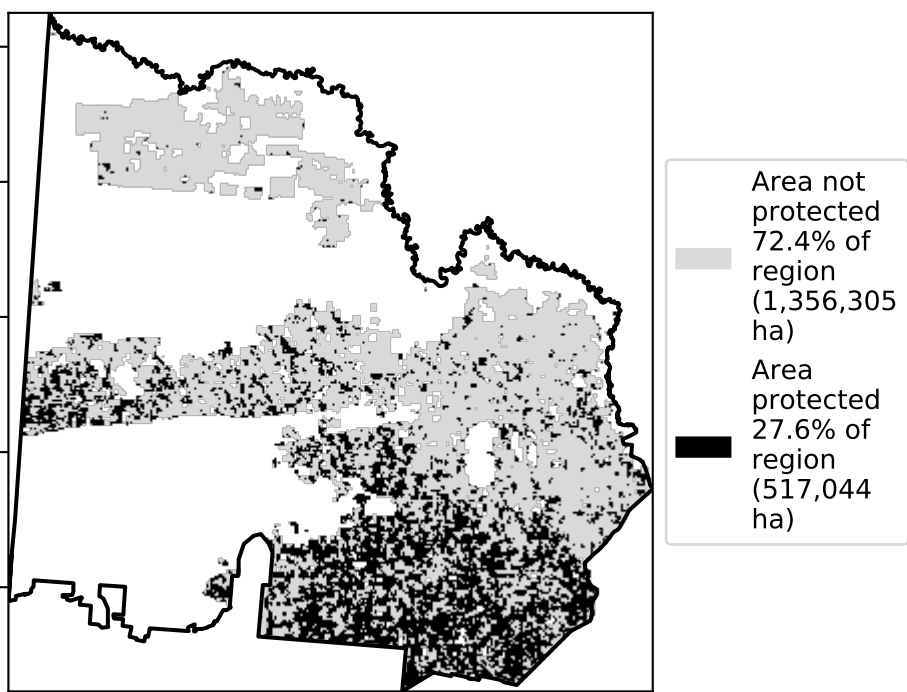 Area not
protected
72.4% of
region
(1,356,305
ha)
Area
protected
27.6% of
region
(517,044
ha)